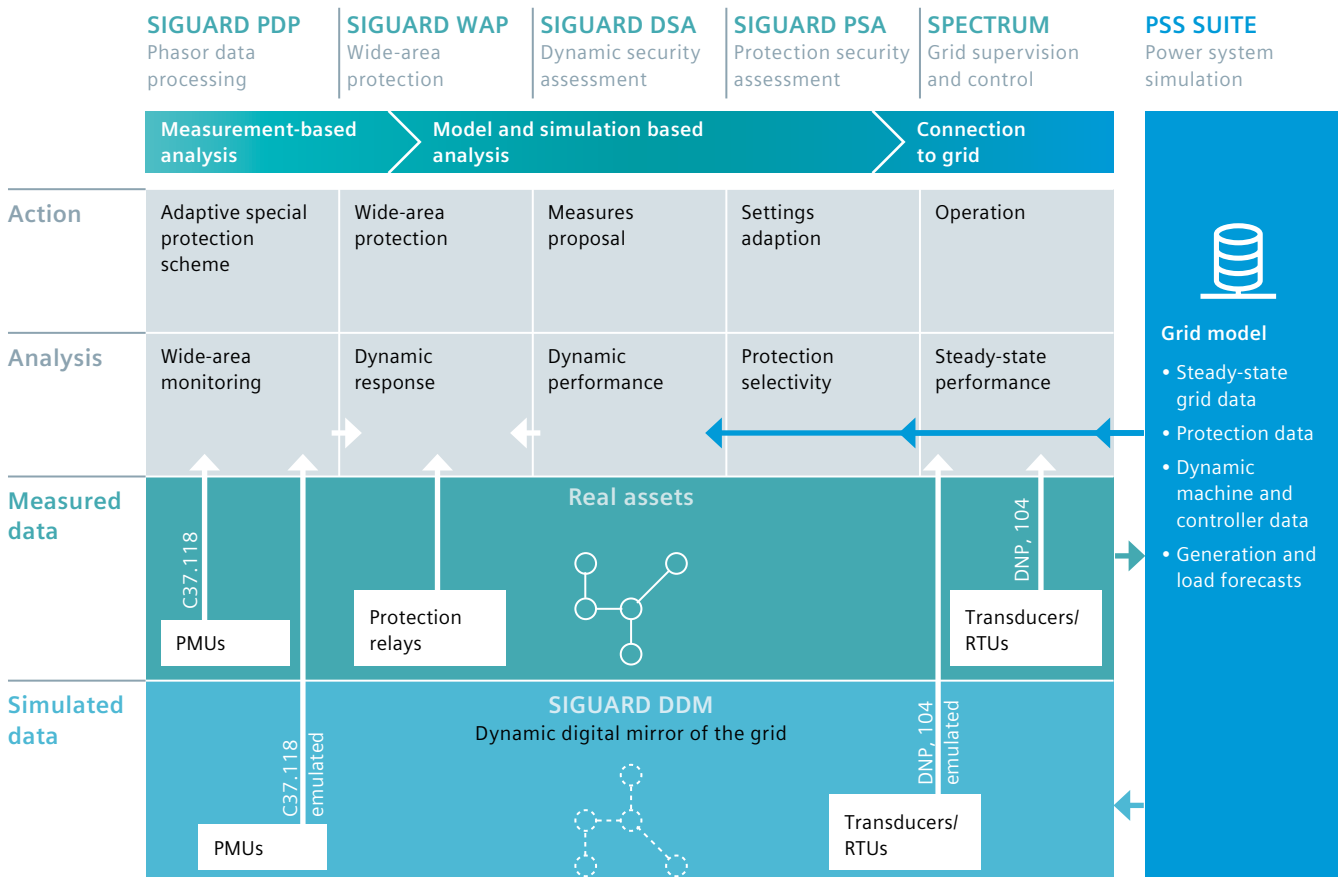 SIGUARD PDP
Phasor data
processing
SIGUARD WAP
Wide-area
protection
SIGUARD DSA
Dynamic security
assessment
SIGUARD PSA
Protection security
assessment
SPECTRUM
Grid supervision
and control
PSS SUITE
Power system
simulation
Measurement-based
analysis
Model and simulation based
analysis
Connection
to grid
Action
Adaptive special
protection
scheme
Wide-area
protection
Measures
proposal
Settings
adaption
Operation
Analysis
Wide-area
monitoring
Dynamic
response
Dynamic
performance
Protection
selectivity
Steady-state
performance
Measured
data
Real assets
C37.118
PMUs
Protection
relays
DNP, 104
Transducers/
RTUs
Simulated
data
SIGUARD DDM
Dynamic digital mirror of the grid
C37.118
emulated
PMUs
DNP, 104
emulated
Transducers/
RTUs
Grid model
• Steady-state
grid data
• Protection data
• Dynamic
machine and
controller data
• Generation and
load forecasts